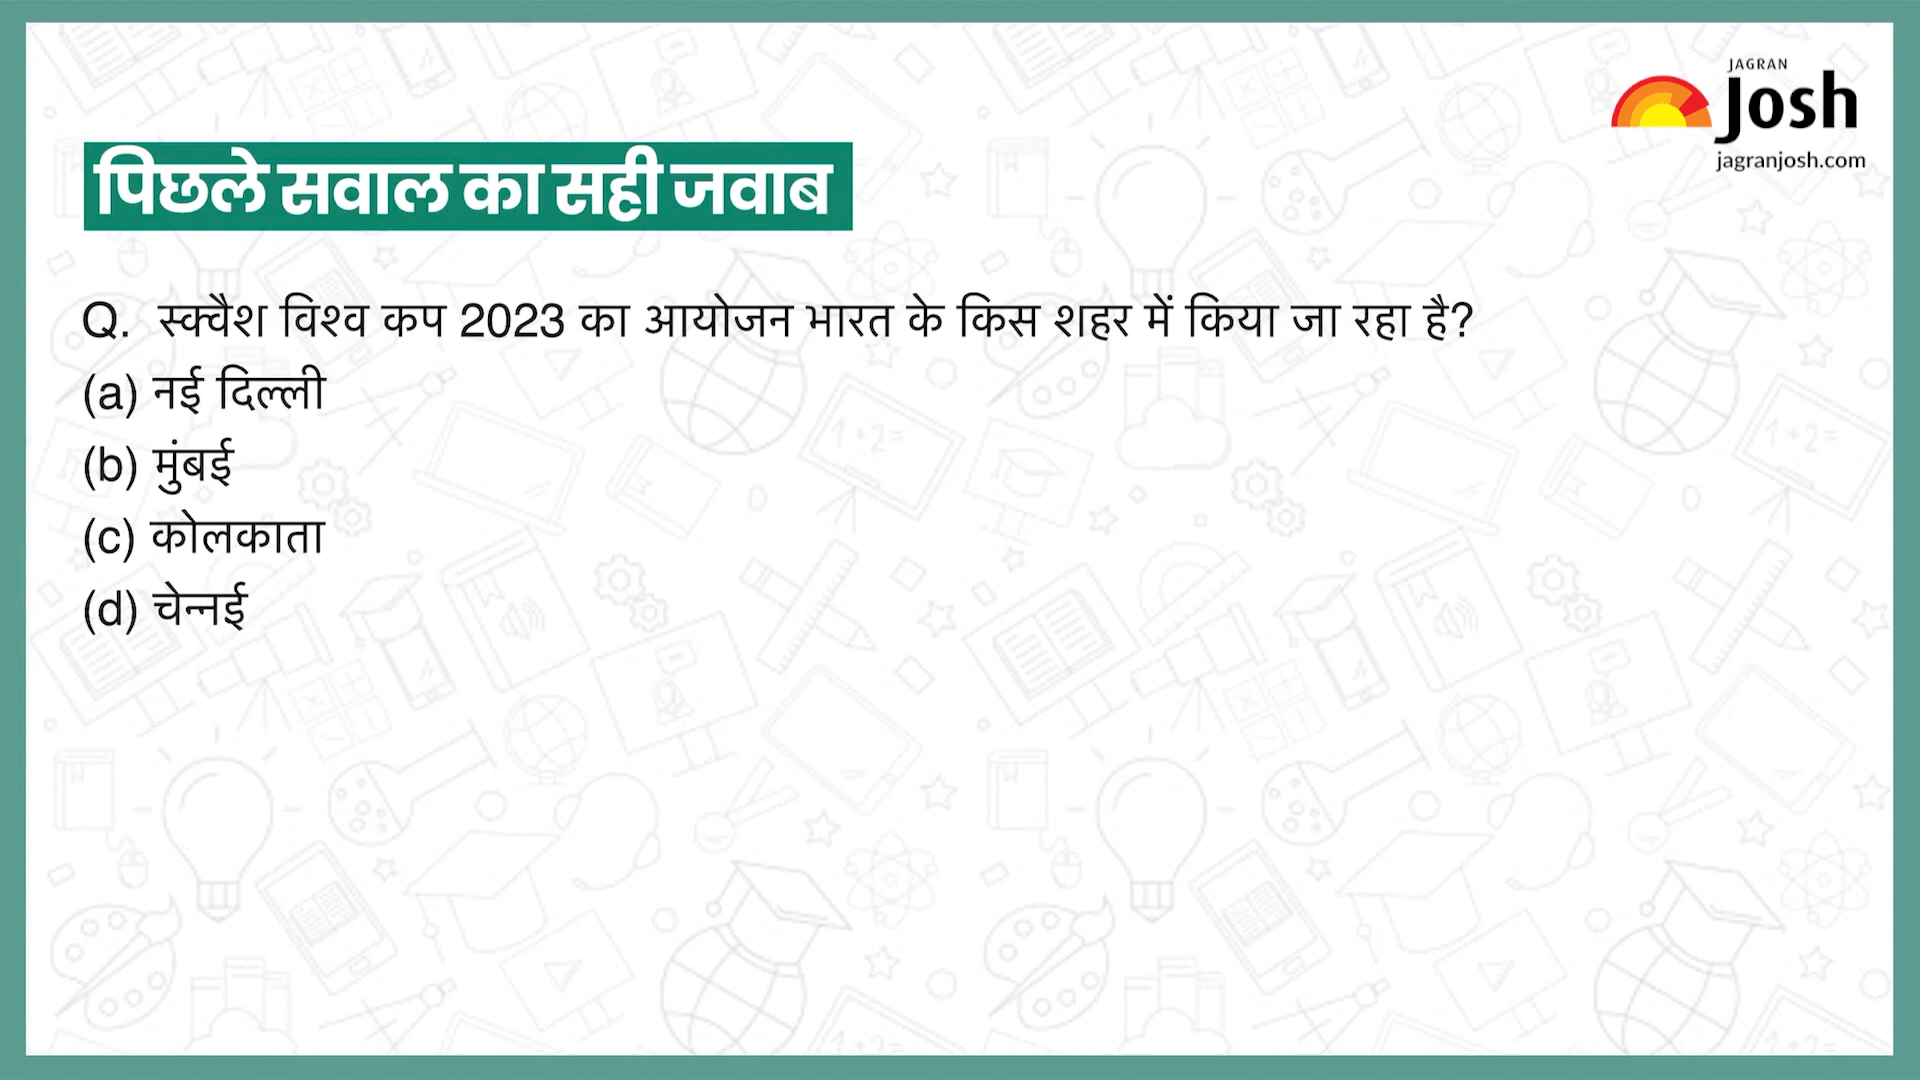 JAGRAN
Josh
jagranjosh.com
पिछले सवाल का सही जवाब
Q. स्क्वैश विश्व कप 2023 का आयोजन भारत के किस शहर में किया जा रहा है?
(a) नई दिल्ली
(b) मुंबई
(c) कोलकाता
(d) चेन्नई